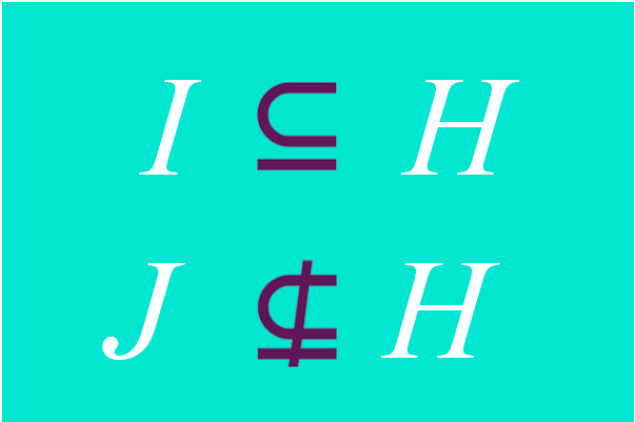 I ⊆ H
J ⊈ H